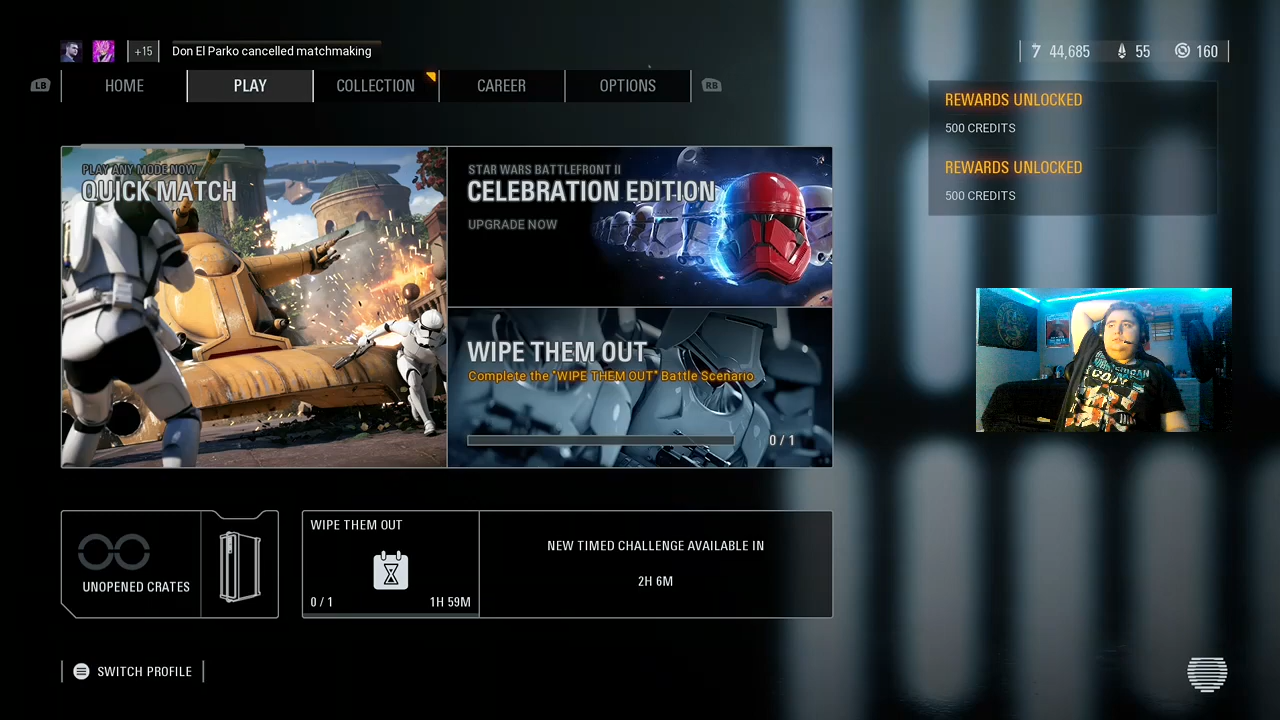 +15
Don El Parko cancelled matchmaking
44,685
55
160
LB
HOME
PLAY
COLLECTION
CAREER
OPTIONS
RB
REWARDS UNLOCKED
500 CREDITS
REWARDS UNLOCKED
500 CREDITS
PLAY ANY MODE NOW
QUICK MATCH
STAR WARS BATTLEFRONT II
CELEBRATION EDITION
UPGRADE NOW
WIPE THEM OUT
Complete the "WIPE THEM OUT" Battle Scenario
0 / 1
00
UNOPENED CRATES
WIPE THEM OUT
0 / 1
1H 59M
NEW TIMED CHALLENGE AVAILABLE IN
2H 6M
SWITCH PROFILE